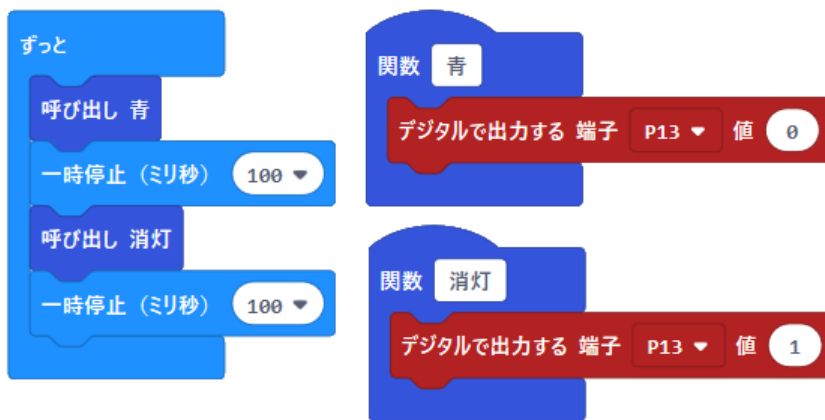 ずっと
呼び出し 青
一時停止 (ミリ秒) 100
呼び出し 消灯
一時停止 (ミリ秒) 100
関数 青
デジタルで出力する 端子 P13 値 0
関数 消灯
デジタルで出力する 端子 P13 値 1